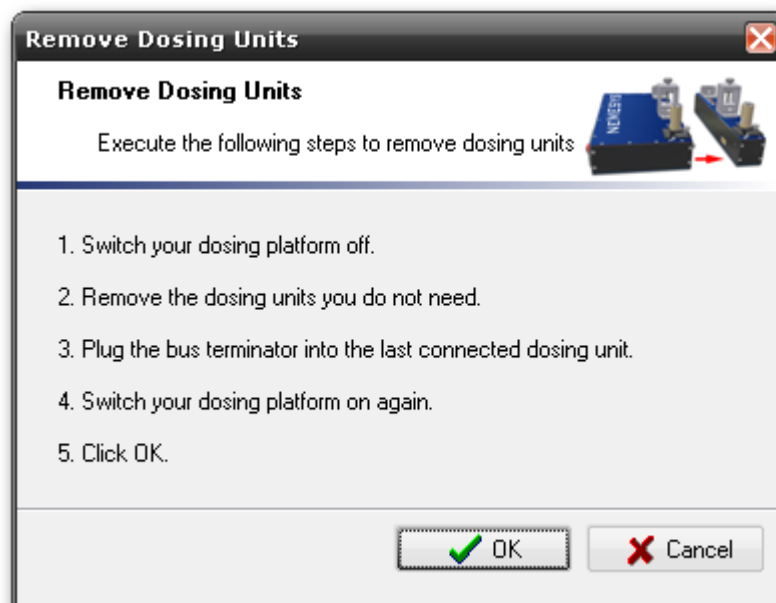 Remove Dosing Units
Remove Dosing Units
Execute the following steps to remove dosing units
NEMESYS
1. Switch your dosing platform off.
2. Remove the dosing units you do not need.
3. Plug the bus terminator into the last connected dosing unit.
4. Switch your dosing platform on again.
5. Click OK.
OK
Cancel